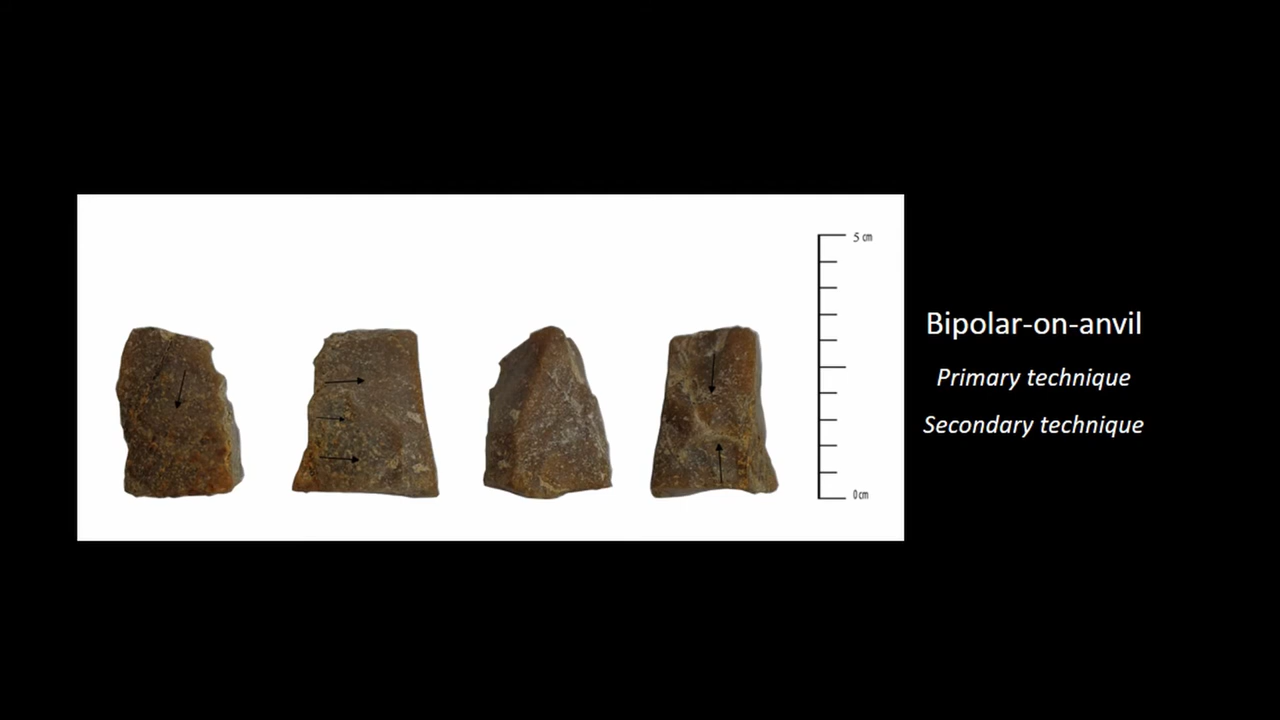 5 cm
0 cm
Bipolar-on-anvil
Primary technique
Secondary technique